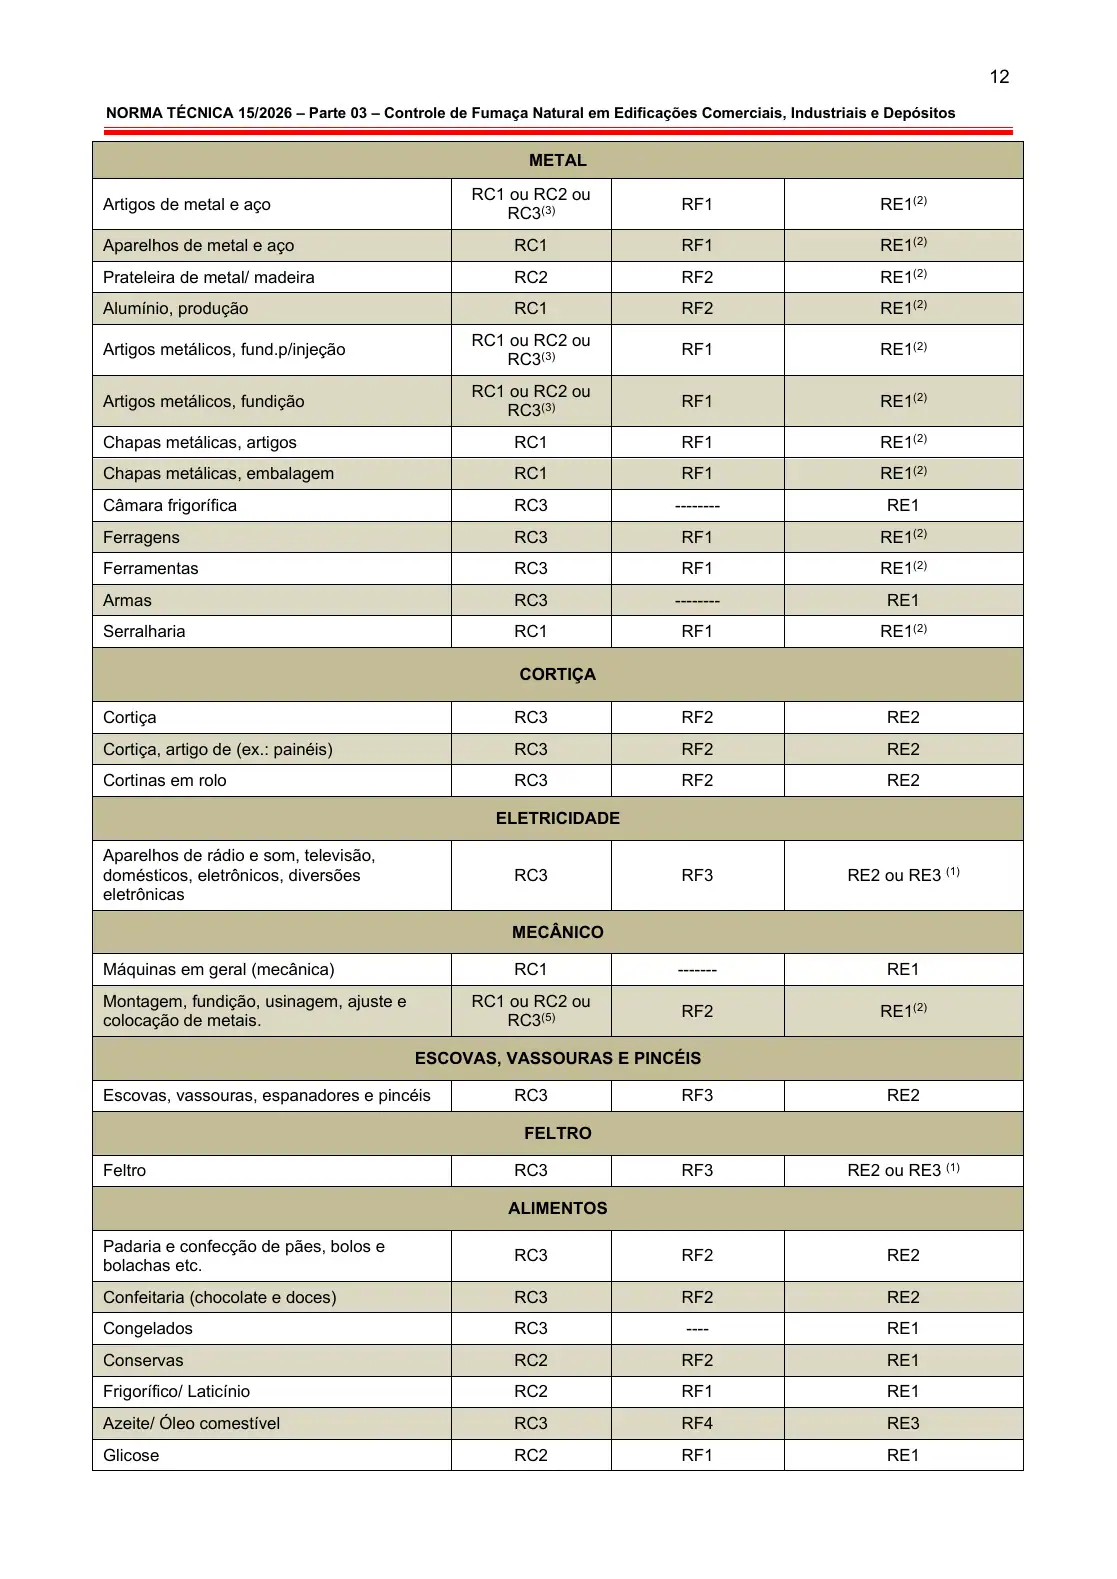 12
NORMA TÉCNICA 15/2026 – Parte 03 – Controle de Fumaça Natural em Edificações Comerciais, Industriais e Depósitos
METAL
Artigos de metal e aço RC1 ou RC2 ou RC3(3) RF1 RE1(2)
Aparelhos de metal e aço RC1 RF1 RE1(2)
Prateleira de metal/ madeira RC2 RF2 RE1(2)
Alumínio, produção RC1 RF2 RE1(2)
Artigos metálicos, fund.p/injeção RC1 ou RC2 ou RC3(3) RF1 RE1(2)
Artigos metálicos, fundição RC1 ou RC2 ou RC3(3) RF1 RE1(2)
Chapas metálicas, artigos RC1 RF1 RE1(2)
Chapas metálicas, embalagem RC1 RF1 RE1(2)
Câmara frigorífica RC3 -------- RE1
Ferragens RC3 RF1 RE1(2)
Ferramentas RC3 RF1 RE1(2)
Armas RC3 -------- RE1
Serralharia RC1 RF1 RE1(2)
CORTIÇA
Cortiça RC3 RF2 RE2
Cortiça, artigo de (ex.: painéis) RC3 RF2 RE2
Cortinas em rolo RC3 RF2 RE2
ELETRICIDADE
Aparelhos de rádio e som, televisão,
domésticos, eletrônicos, diversões
eletrônicas RC3 RF3 RE2 ou RE3 (1)
MECÂNICO
Máquinas em geral (mecânica) RC1 ------- RE1
Montagem, fundição, usinagem, ajuste e
colocação de metais. RC1 ou RC2 ou RC3(5) RF2 RE1(2)
ESCOVAS, VASSOURAS E PINCÉIS
Escovas, vassouras, espanadores e pincéis RC3 RF3 RE2
FELTRO
Feltro RC3 RF3 RE2 ou RE3 (1)
ALIMENTOS
Padaria e confecção de pães, bolos e
bolachas etc. RC3 RF2 RE2
Confeitaria (chocolate e doces) RC3 RF2 RE2
Congelados RC3 ---- RE1
Conservas RC2 RF2 RE1
Frigorífico/ Laticínio RC2 RF1 RE1
Azeite/ Óleo comestível RC3 RF4 RE3
Glicose RC2 RF1 RE1